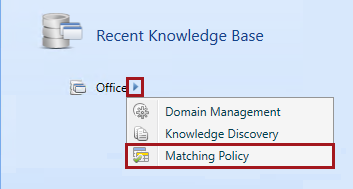 Recent Knowledge Base
Office
Domain Management
Knowledge Discovery
Matching Policy